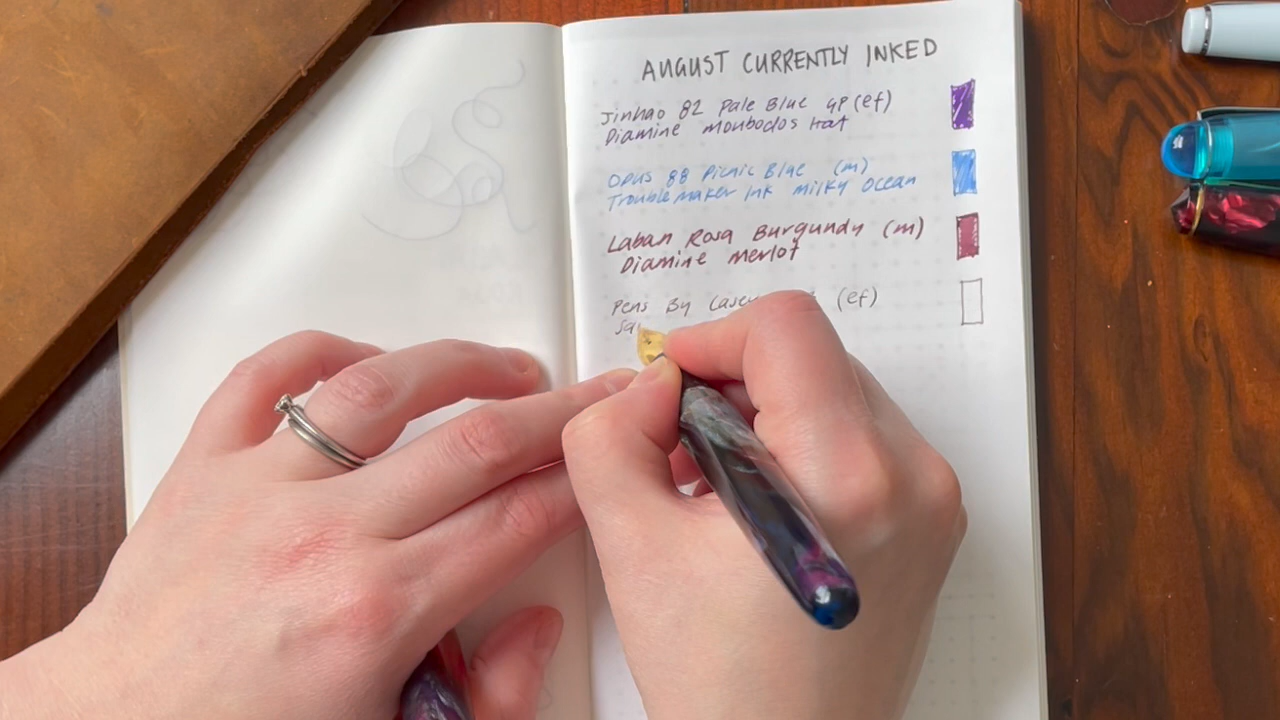 AUGUST CURRENTLY INKED
Jinhao 82 Pale Blue GP (ef)
Diamine Monboddos Hat
Opus 88 Picnic Blue (m)
Troublemaker Ink Milky Ocean
Laban Rosa Burgundy (m)
Diamine Merlot
Pens By (ef)